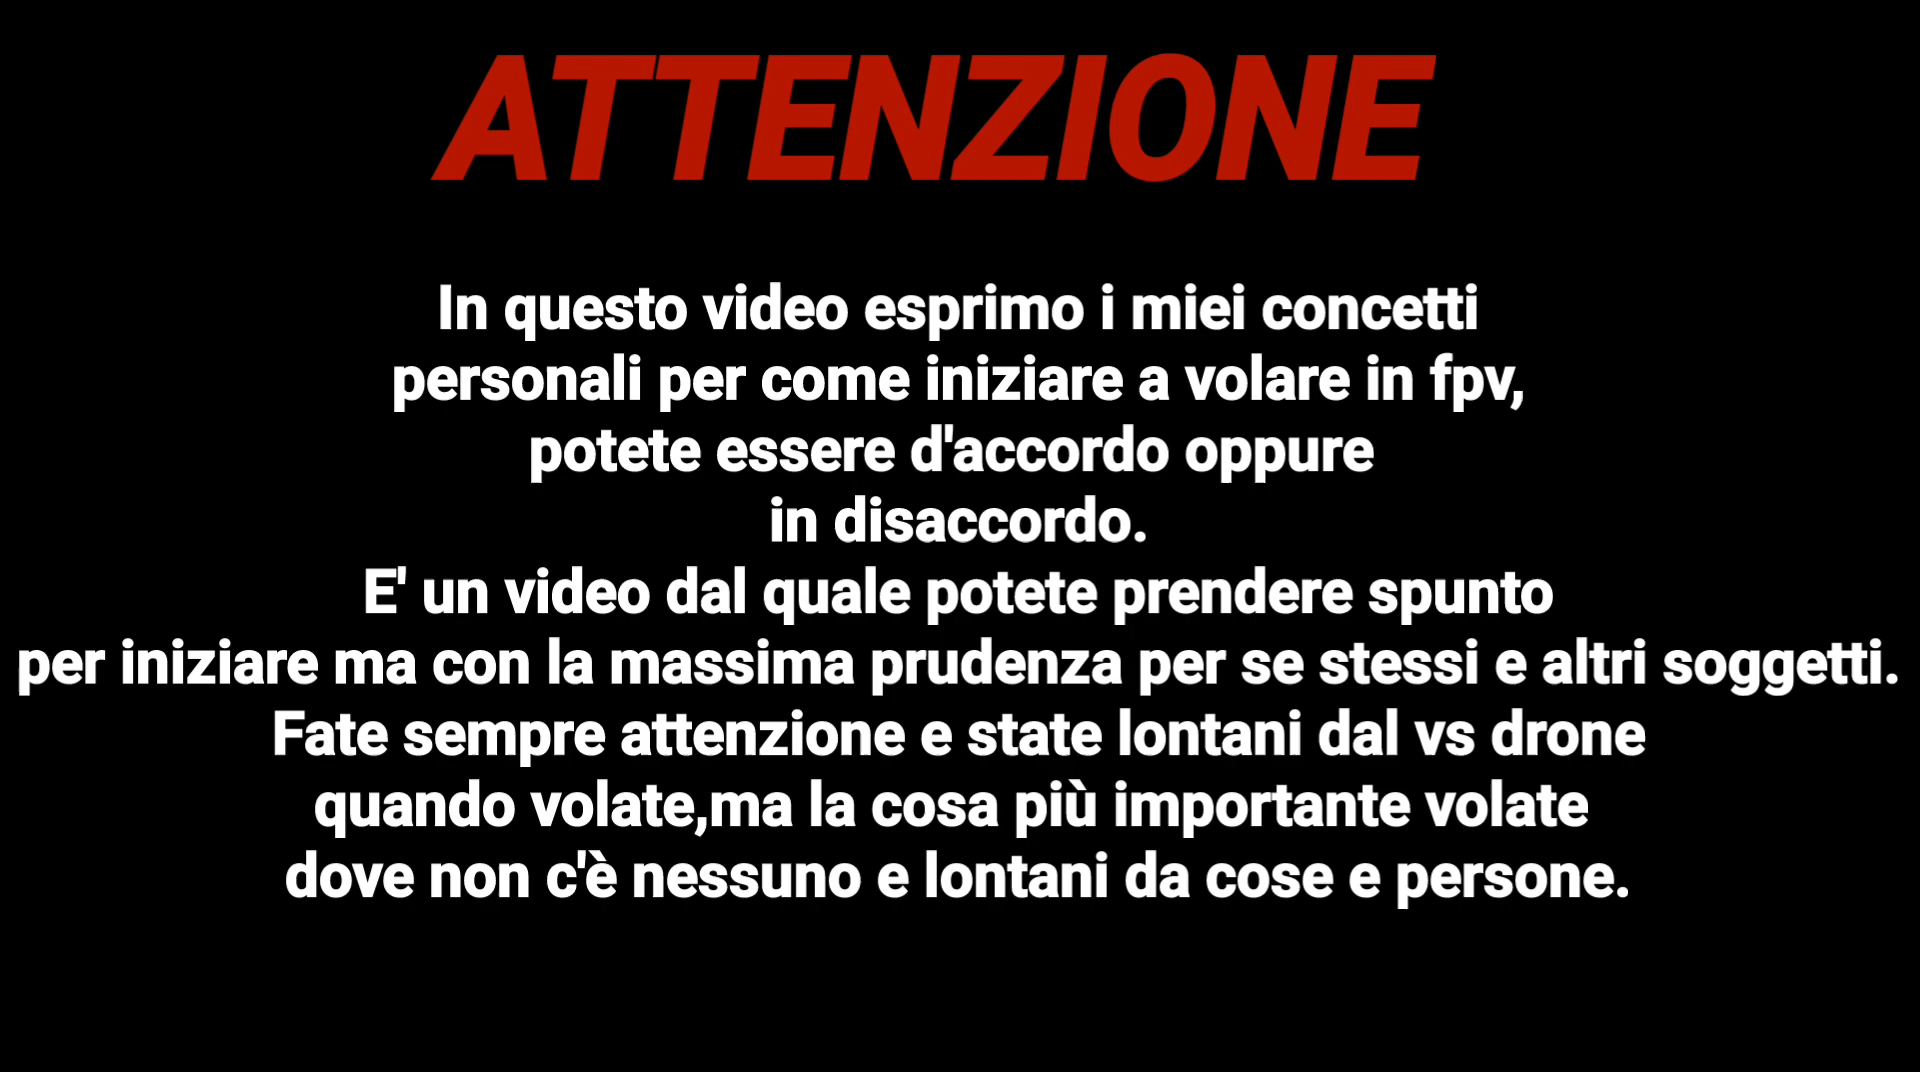 ATTENZIONE
In questo video esprimo i miei concetti
personali per come iniziare a volare in fpv,
potete essere d'accordo oppure
in disaccordo.
E' un video dal quale potete prendere spunto
per iniziare ma con la massima prudenza per se stessi e altri soggetti.
Fate sempre attenzione e state lontani dal vs drone
quando volate,ma la cosa più importante volate
dove non c'è nessuno e lontani da cose e persone.